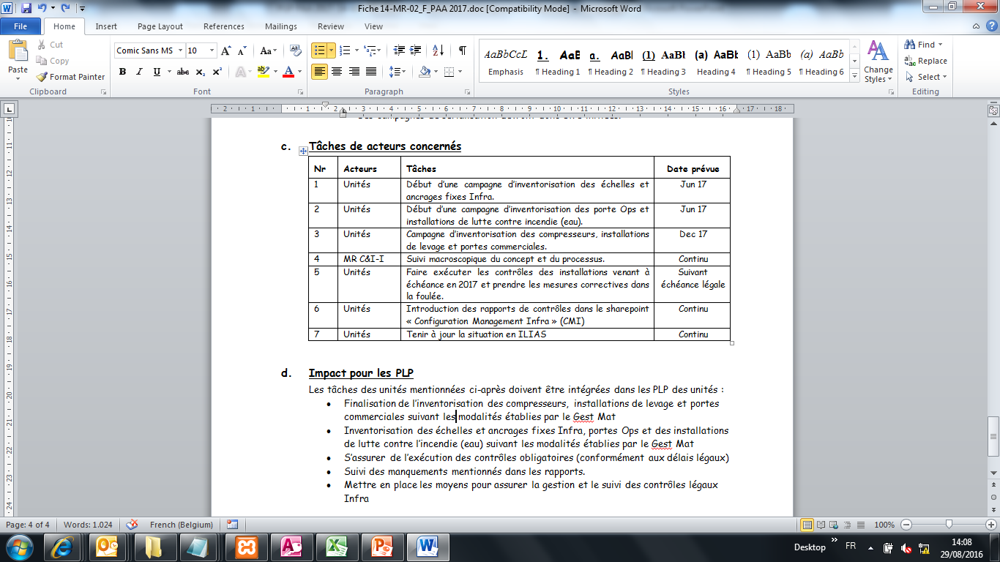 Fiche 14-MR-02_F_PAA 2017.doc [Compatibility Mode] - Microsoft Word
File Home Insert Page Layout References Mailings Review View
Paste
Cut
Copy
Format Painter
Clipboard
Comic Sans MS 10
Font
Paragraph
AaBbCcL 1. AaB a. AaBl (1) AaBb (a) AaBb (1) AaBb (a) AaBb
Emphasis ¶ Heading 1 ¶ Heading 2 ¶ Heading 3 Heading 4 ¶ Heading 5 ¶ Heading 6
Styles
Change Styles
Find
Replace
Select
Editing
c. Tâches de acteurs concernés
Nr Acteurs Tâches Date prévue
1 Unités Début d'une campagne d'inventorisation des échelles et Jun 17
ancrages fixes Infra.
2 Unités Début d'une campagne d'inventorisation des porte Ops et Jun 17
installations de lutte contre incendie (eau).
3 Unités Campagne d'inventorisation des compresseurs, installations Dec 17
de levage et portes commerciales.
4 MR C&I-I Suivi macroscopique du concept et du processus. Continu
5 Unités Faire exécuter les contrôles des installations venant à Suivant
échéance en 2017 et prendre les mesures correctives dans échéance légale
la foulée.
6 Unités Introduction des rapports de contrôles dans le sharepoint Continu
« Configuration Management Infra » (CMI)
7 Unités Tenir à jour la situation en ILIAS Continu
d. Impact pour les PLP
Les tâches des unités mentionnées ci-après doivent être intégrées dans les PLP des unités :
• Finalisation de l'inventorisation des compresseurs, installations de levage et portes
commerciales suivant les modalités établies par le Gest Mat
• Inventorisation des échelles et ancrages fixes Infra, portes Ops et des installations
de lutte contre l'incendie (eau) suivant les modalités établies par le Gest Mat
• S'assurer de l'exécution des contrôles obligatoires (conformément aux délais légaux)
• Suivi des manquements mentionnés dans les rapports.
• Mettre en place les moyens pour assurer la gestion et le suivi des contrôles légaux
Infra
Page: 4 of 4 Words: 1.024 French (Belgium) 100%
Desktop FR 14:08
29/08/2016